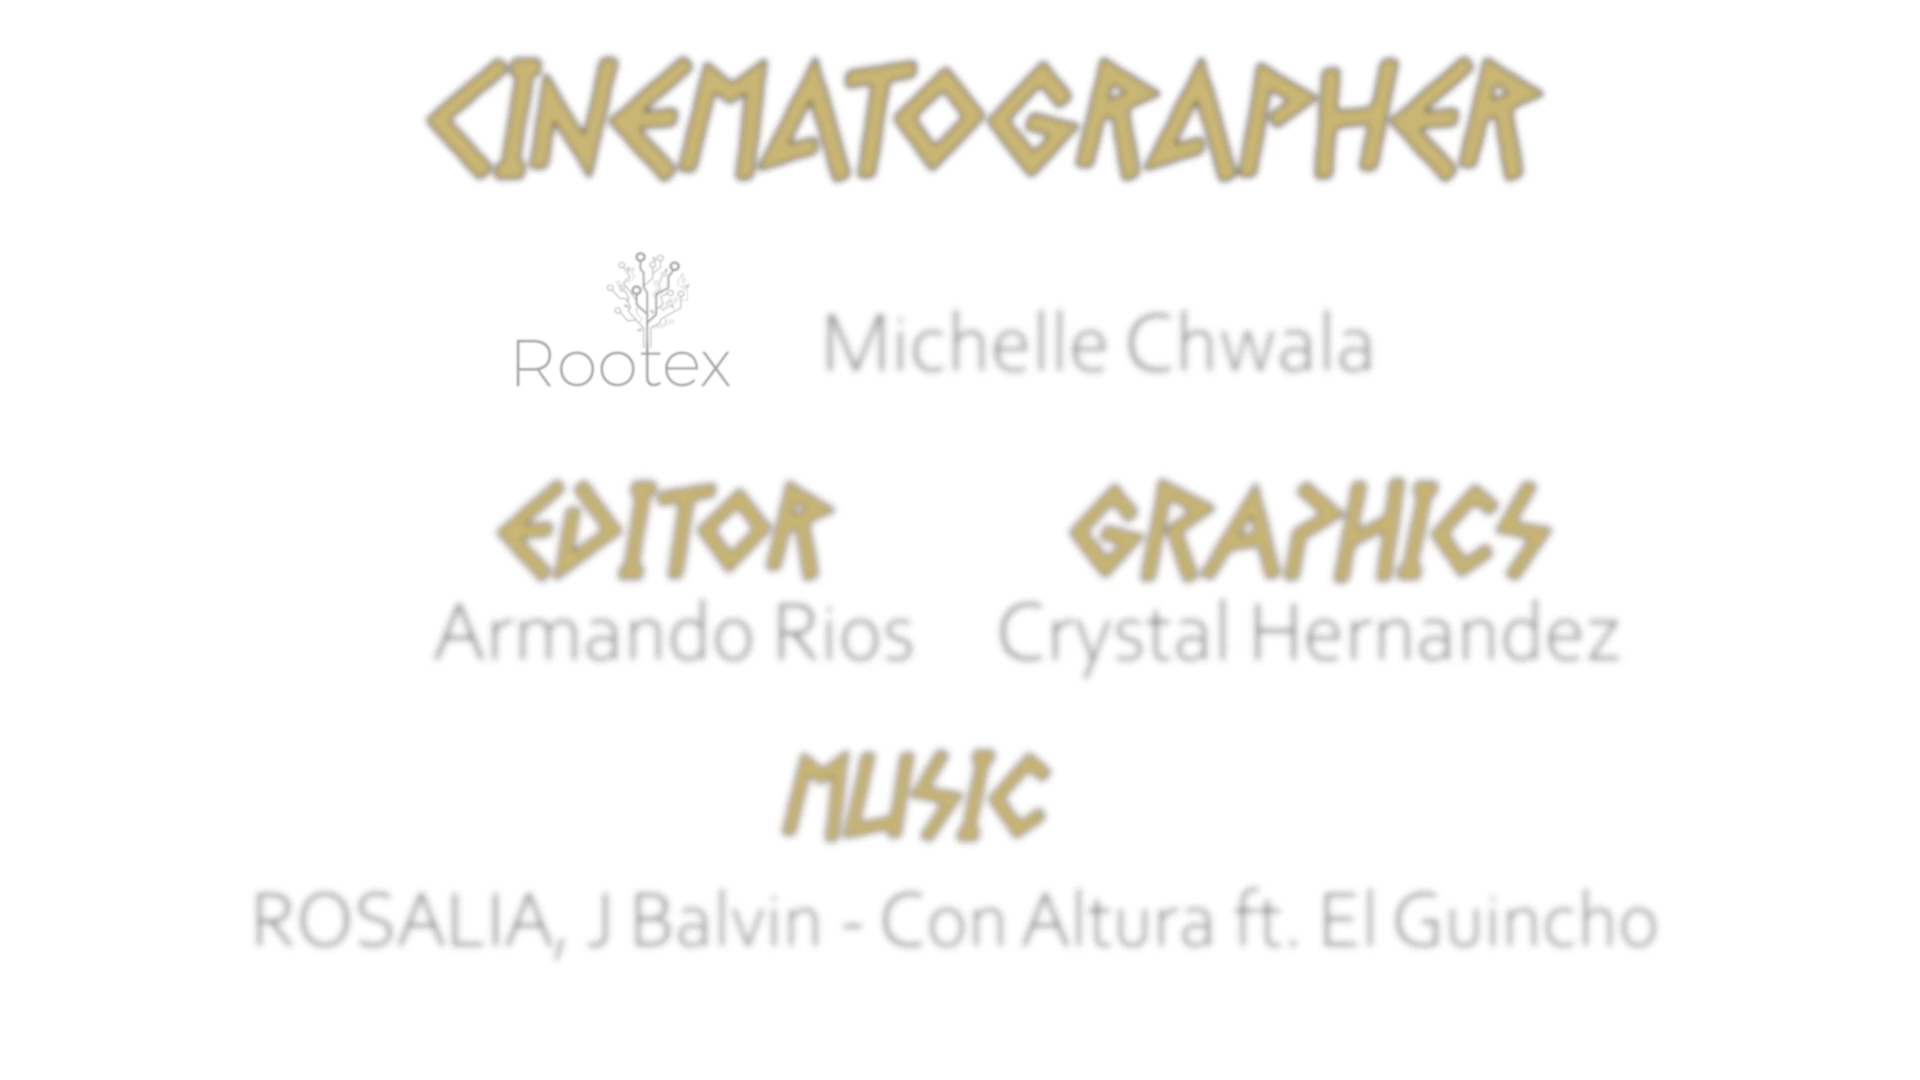 CINEMATOGRAPHER
Rootex
Michelle Chwala
EDITOR
GRAPHICS
Armando Rios
Crystal Hernandez
MUSIC
ROSALIA, J Balvin - Con Altura ft. El Guincho